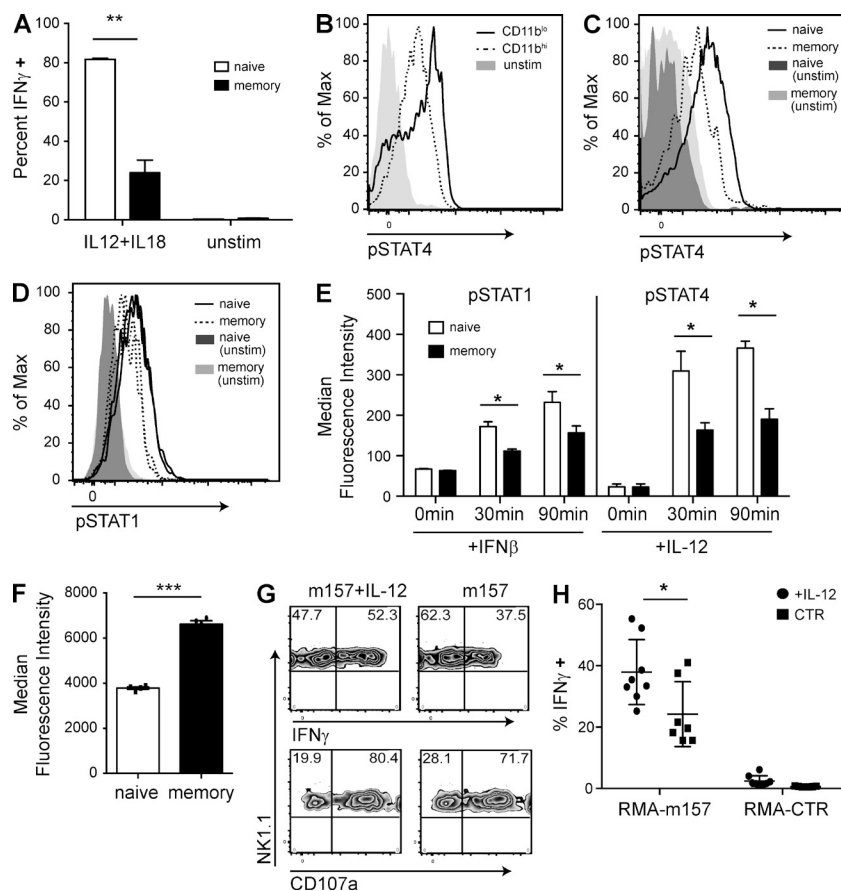 A
Percent IFNγ +
100
80
60
40
20
0
**
naive
memory
IL12+IL18
unstim
B
% of Max
100
80
60
40
20
0
CD11b^lo
CD11b^hi
unstim
0
pSTAT4
C
% of Max
100
80
60
40
20
0
naive
memory
naive
(unstim)
memory
(unstim)
0
pSTAT4
D
% of Max
100
80
60
40
20
0
naive
memory
naive
(unstim)
memory
(unstim)
0
pSTAT1
E
pSTAT1
pSTAT4
Median
Fluorescence Intensity
500
400
300
200
100
0
naive
memory
*
*
*
*
0min
30min
90min
0min
30min
90min
+IFNβ
+IL-12
F
Median
Fluorescence Intensity
8000
6000
4000
2000
0
***
naive
memory
G
m157+IL-12
m157
47.7
52.3
62.3
37.5
IFNγ
19.9
80.4
28.1
71.7
NK1.1
CD107a
H
% IFNγ +
60
40
20
0
*
+IL-12
CTR
RMA-m157
RMA-CTR